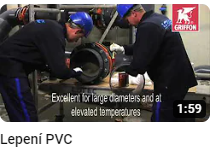 GRIFFON
Excellent for large diameters and at
elevated temperatures
1:59
Lepení PVC